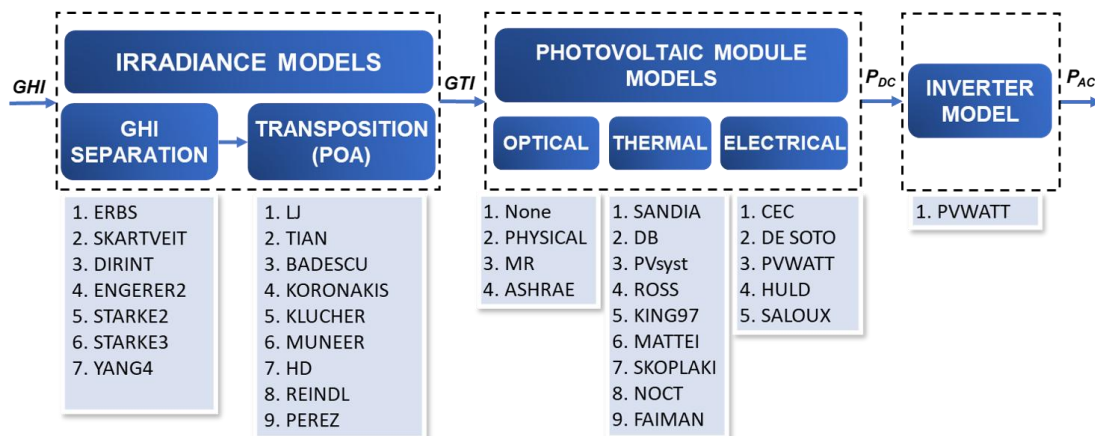 GHI
IRRADIANCE MODELS
GHI
SEPARATION
TRANSPOSITION
(POA)
1. ERBS
2. SKARTVEIT
3. DIRINT
4. ENGERER2
5. STARKE2
6. STARKE3
7. YANG4
1. LJ
2. TIAN
3. BADESCU
4. KORONAKIS
5. KLUCHER
6. MUNEER
7. HD
8. REINDL
9. PEREZ
GTI
PHOTOVOLTAIC MODULE
MODELS
OPTICAL
THERMAL
ELECTRICAL
1. None
2. PHYSICAL
3. MR
4. ASHRAE
1. SANDIA
2. DB
3. PVsyst
4. ROSS
5. KING97
6. MATTEI
7. SKOPLAKI
8. NOCT
9. FAIMAN
1. CEC
2. DE SOTO
3. PVWATT
4. HULD
5. SALOUX
PDC
INVERTER
MODEL
1. PVWATT
PAC